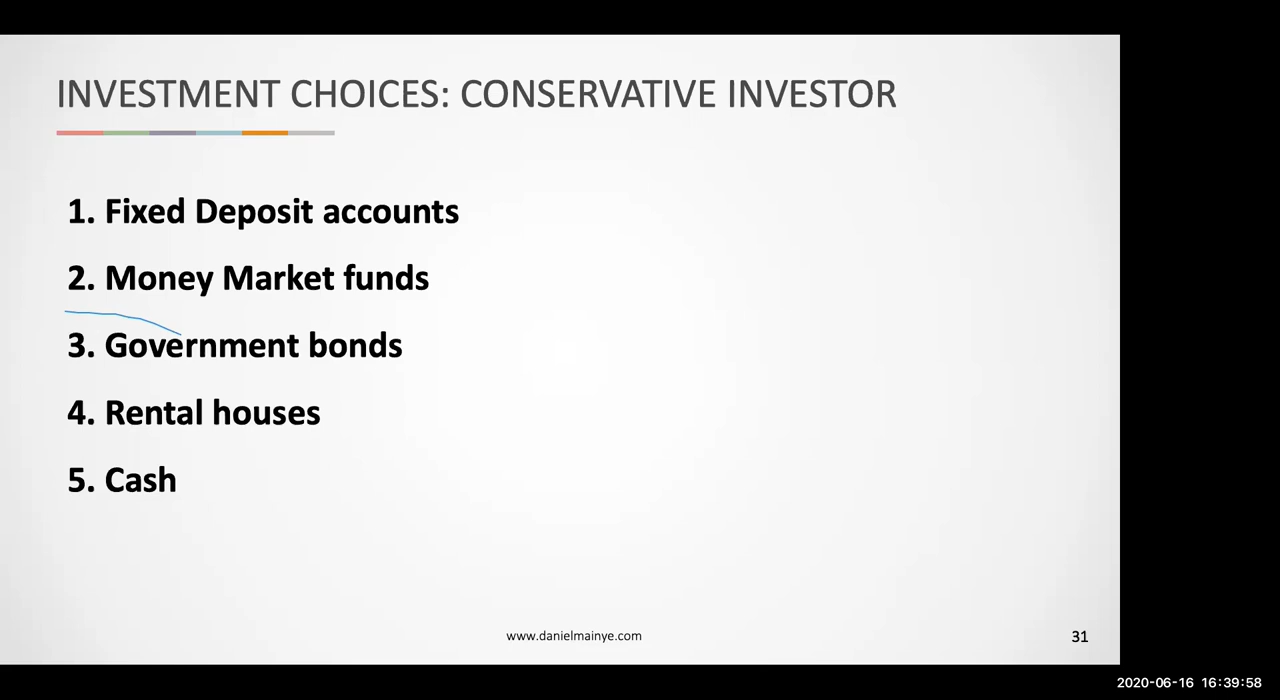 INVESTMENT CHOICES: CONSERVATIVE INVESTOR
1. Fixed Deposit accounts
2. Money Market funds
3. Government bonds
4. Rental houses
5. Cash
www.danielmainye.com
31
2020-06-16 16:39:58